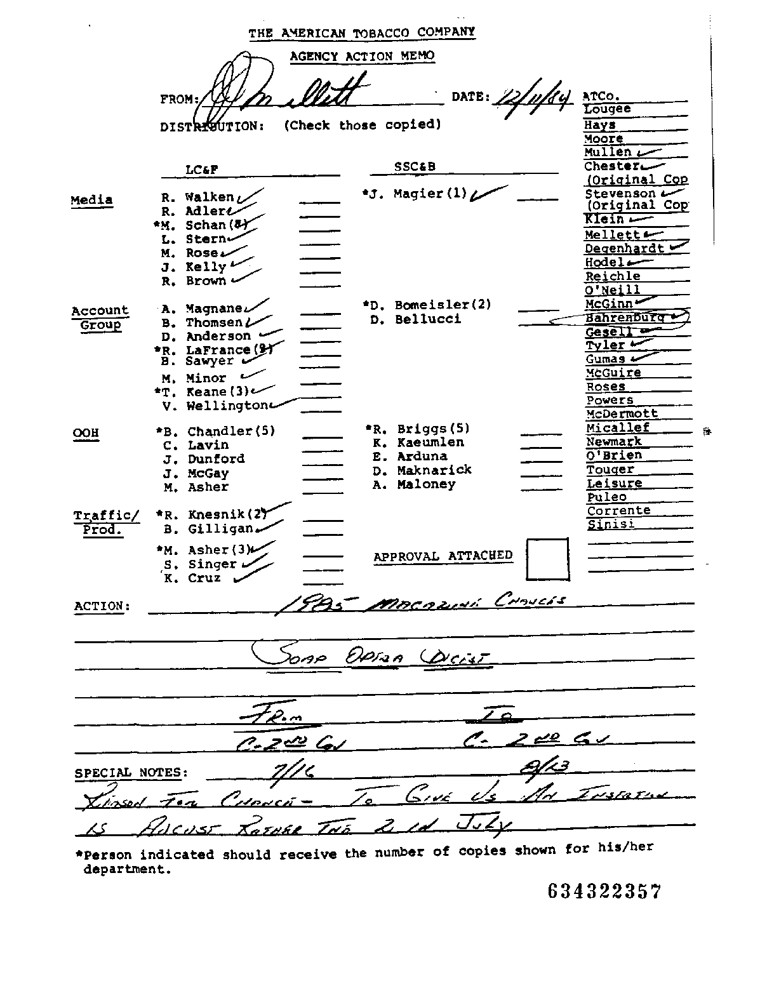 THE AMERICAN TOBACCO COMPANY
AGENCY ACTION MEMO
FROM: Mellett DATE: 12/11/84
DISTRIBUTION: (Check those copied)
ATCo.
Lougee
Hays
Moore
Mullen ✓
Chester ✓
(Original Cop
Stevenson ✓
(Original Cop
Klein ✓
Mellett ✓
Degenhardt ✓
Hodel ✓
Reichle
O'Neill
McGinn ✓
Bahrenburg ✓
Gesell ✓
Tyler ✓
Gumas ✓
McGuire
Roses
Powers
McDermott
Micallef
Newmark
O'Brien
Touger
Leisure
Puleo
Corrente
Sinisi
LC&F SSC&B
Media R. Walken ✓ *J. Magier(1) ✓
R. Adler ✓
*M. Schan(8) ✓
L. Stern ✓
M. Rose ✓
J. Kelly ✓
R. Brown ✓
Account A. Magnane ✓ *D. Bomeisler(2)
Group B. Thomsen ✓ D. Bellucci
D. Anderson ✓
*R. LaFrance ✓
B. Sawyer ✓
M. Minor ✓
*T. Keane(3) ✓
V. Wellington ✓
OOH *B. Chandler(5) *R. Briggs(5)
C. Lavin K. Kaeumlen
J. Dunford E. Arduna
J. McGay D. Maknarick
M. Asher A. Maloney
Traffic/ *R. Knesnik(2) ✓
Prod. B. Gilligan ✓
*M. Asher(3) ✓
S. Singer ✓
K. Cruz ✓
APPROVAL ATTACHED
ACTION: 1985 MAGAZINE CHANGES
SOAP OPERA DIGEST
FROM TO
C-2ND COV C-2ND COV
SPECIAL NOTES: 7/16 8/13
REASON FOR CHANGE - TO GIVE US AN INSERTION
IS AUGUST RATHER THE 2 IN JULY
*Person indicated should receive the number of copies shown for his/her
department.
634322357